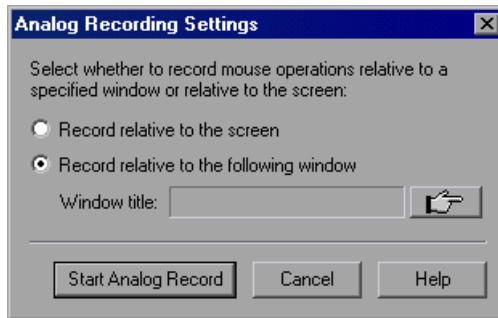 Analog Recording Settings
Select whether to record mouse operations relative to a
specified window or relative to the screen:
Record relative to the screen
Record relative to the following window
Window title:
Start Analog Record
Cancel
Help